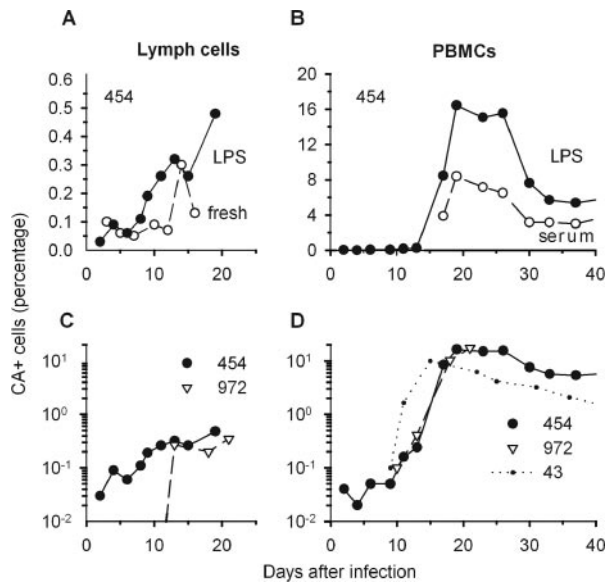 A
Lymph cells
0.6
0.5
0.4
0.3
0.2
0.1
0.0
454
LPS
fresh
0 10 20
B
PBMCs
20
16
12
8
4
0
454
LPS
serum
0 10 20 30 40
CA+ cells (percentage)
C
10¹
10⁰
10⁻¹
10⁻²
454
972
0 10 20
D
10¹
10⁰
10⁻¹
10⁻²
454
972
43
0 10 20 30 40
Days after infection